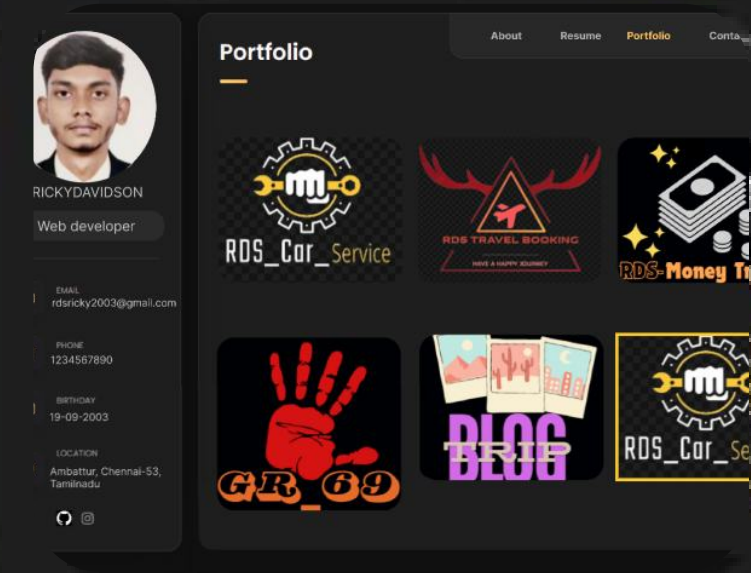 RICKYDAVIDSON
Web developer
EMAIL
rdsricky2003@gmail.com
PHONE
1234567890
BIRTHDAY
19-09-2003
LOCATION
Ambattur, Chennai-53,
Tamilnadu
About Resume Portfolio Conta
Portfolio
RDS_Car_Service
RDS TRAVEL BOOKING
HAVE A HAPPY JOURNEY
RDS-Money Tr
GR_69
BLOG
TRIP
RDS_Car_Se